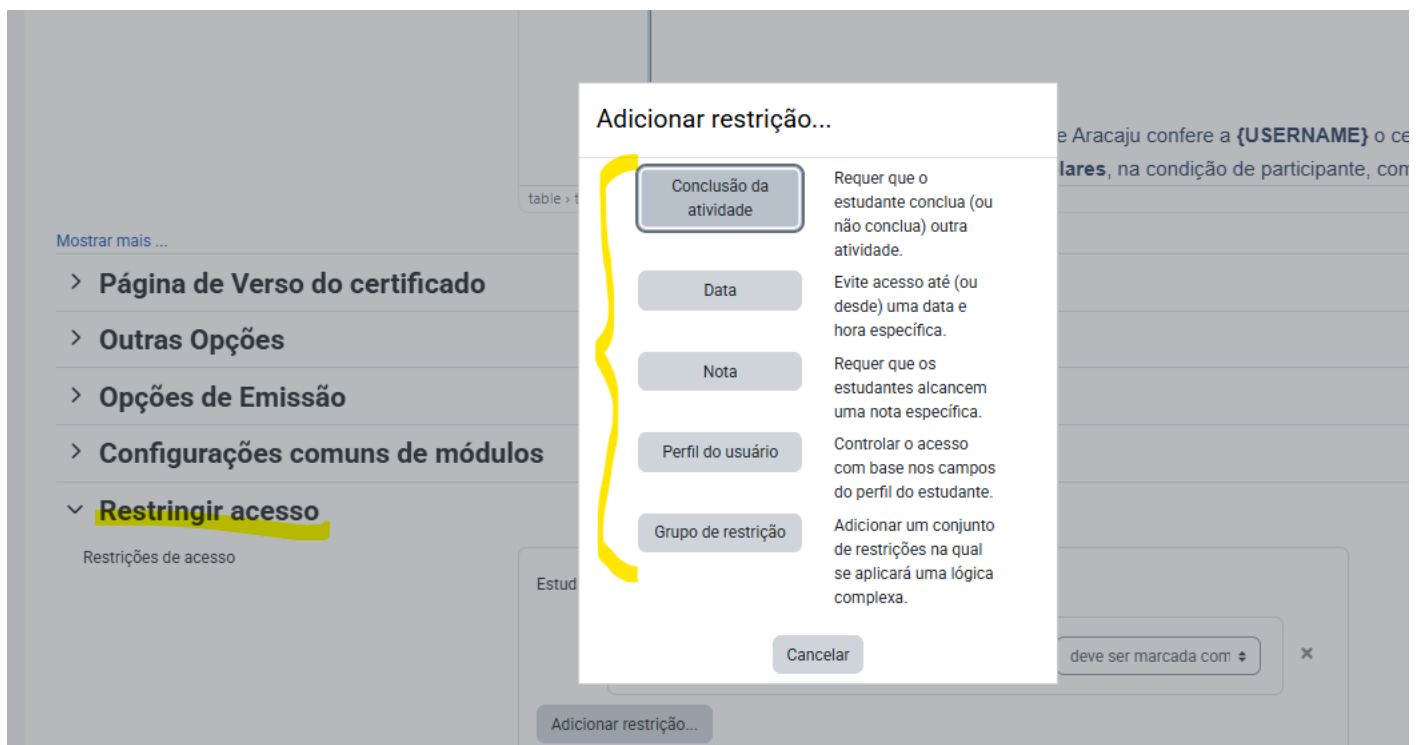 Adicionar restrição...
e Aracaju confere a {USERNAME} o ce
lares, na condição de participante, com
table › t
Mostrar mais ...
Conclusão da
atividade
Requer que o
estudante conclua (ou
não conclua) outra
atividade.
Data
Evite acesso até (ou
desde) uma data e
hora específica.
Nota
Requer que os
estudantes alcancem
uma nota específica.
Perfil do usuário
Controlar o acesso
com base nos campos
do perfil do estudante.
Grupo de restrição
Adicionar um conjunto
de restrições na qual
se aplicará uma lógica
complexa.
Cancelar
Página de Verso do certificado
Outras Opções
Opções de Emissão
Configurações comuns de módulos
Restringir acesso
Restrições de acesso
Estud
deve ser marcada com
Adicionar restrição...